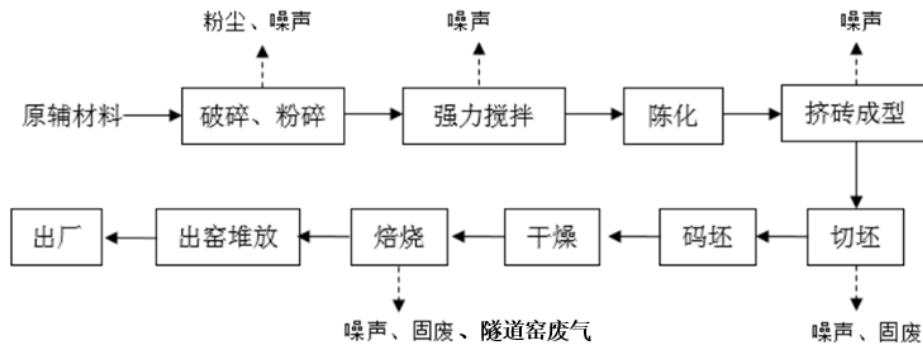 粉尘、噪声
噪声
噪声
原辅材料
破碎、粉碎
强力搅拌
陈化
挤砖成型
出厂
出窑堆放
焙烧
干燥
码坯
切坯
噪声、固废、隧道窑废气
噪声、固废